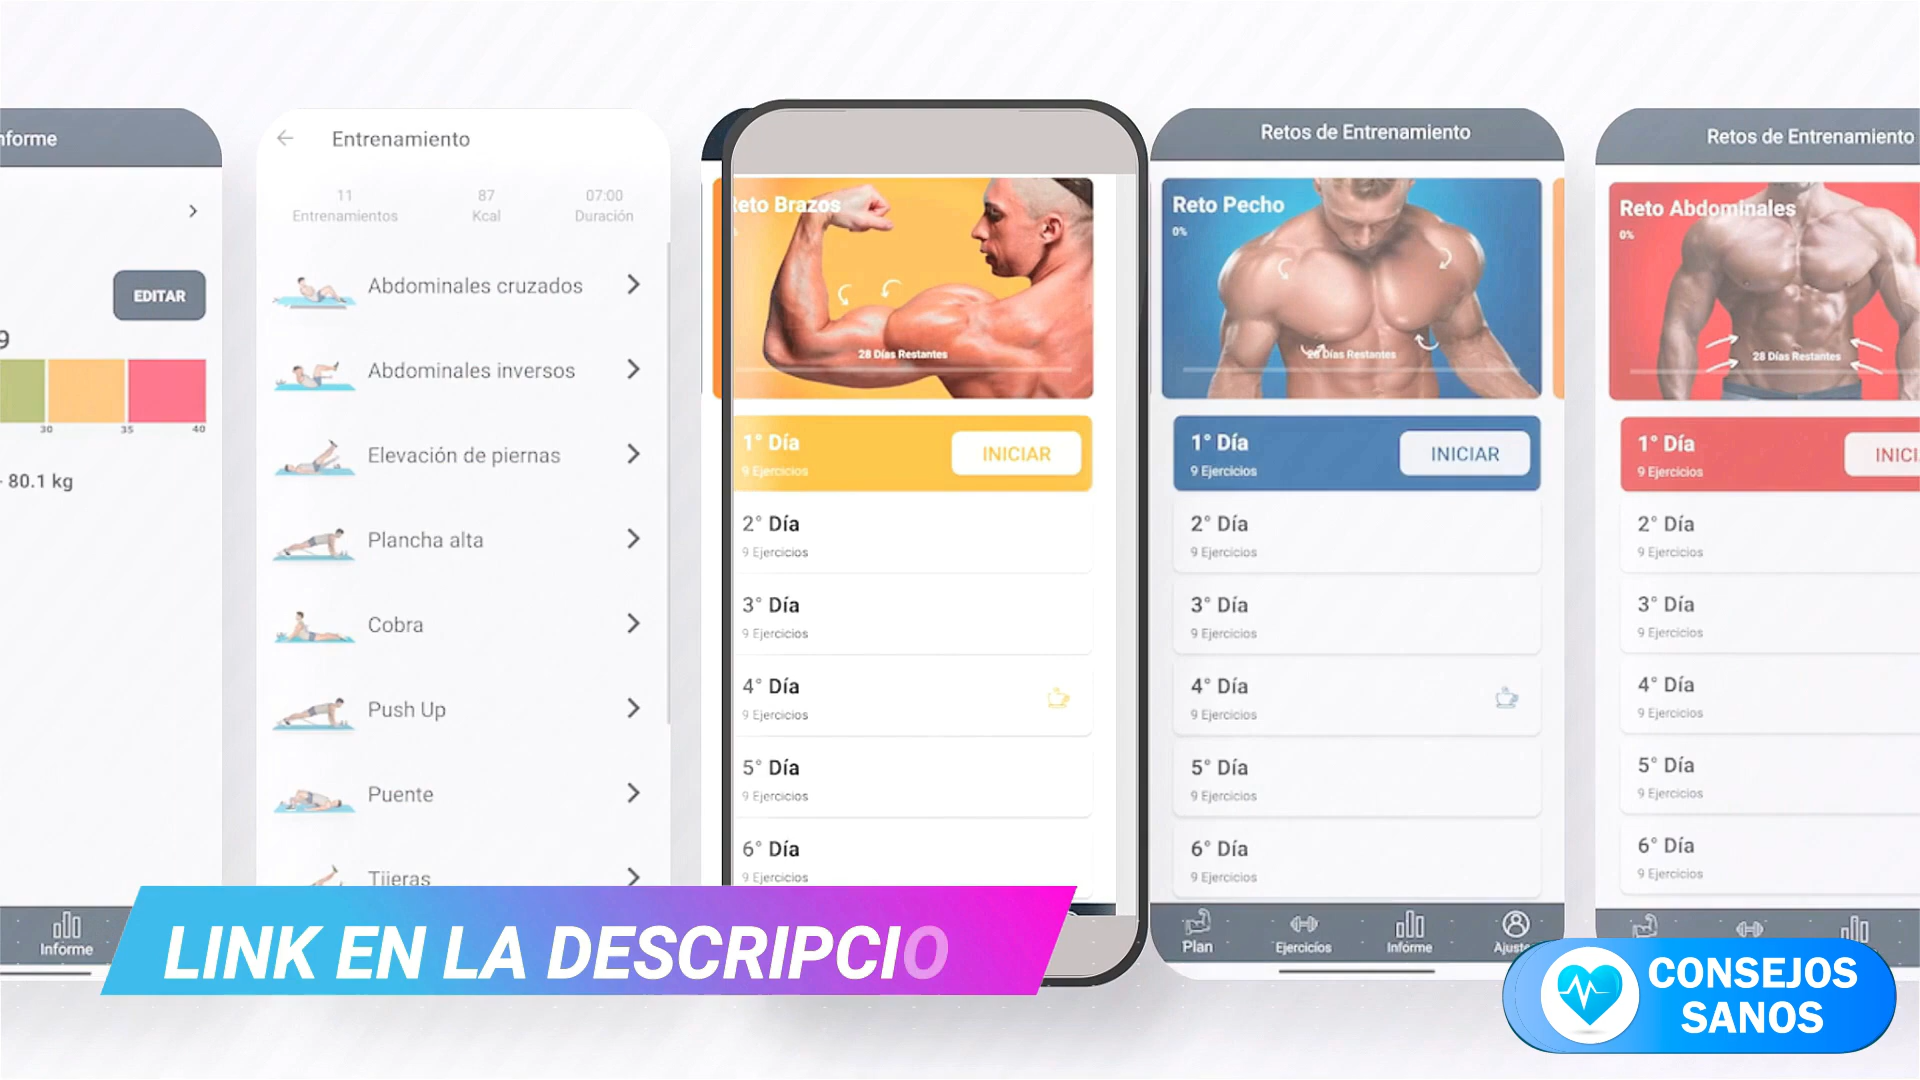 Informe
EDITAR
9
30 35 40
- 80.1 kg
Informe
Entrenamiento
11 87 07:00
Entrenamientos Kcal Duración
Abdominales cruzados
Abdominales inversos
Elevación de piernas
Plancha alta
Cobra
Push Up
Puente
Tijeras
Reto Brazos
28 Días Restantes
1° Día
9 Ejercicios
INICIAR
2° Día
9 Ejercicios
3° Día
9 Ejercicios
4° Día
9 Ejercicios
5° Día
9 Ejercicios
6° Día
9 Ejercicios
Retos de Entrenamiento
Reto Pecho
0%
28 Días Restantes
1° Día
9 Ejercicios
INICIAR
2° Día
9 Ejercicios
3° Día
9 Ejercicios
4° Día
9 Ejercicios
5° Día
9 Ejercicios
6° Día
9 Ejercicios
Plan Ejercicios Informe Ajuste
Retos de Entrenamiento
Reto Abdominales
0%
28 Días Restantes
1° Día
9 Ejercicios
INICI
2° Día
9 Ejercicios
3° Día
9 Ejercicios
4° Día
9 Ejercicios
5° Día
9 Ejercicios
6° Día
9 Ejercicios
LINK EN LA DESCRIPCIO
CONSEJOS
SANOS